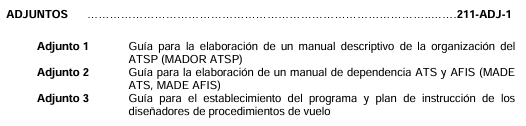 ADJUNTOS ………………………………………………………………………………….…..…211-ADJ-1
Adjunto 1 Guía para la elaboración de un manual descriptivo de la organización del
ATSP (MADOR ATSP)
Adjunto 2 Guía para la elaboración de un manual de dependencia ATS y AFIS (MADE
ATS, MADE AFIS)
Adjunto 3 Guía para el establecimiento del programa y plan de instrucción de los
diseñadores de procedimientos de vuelo